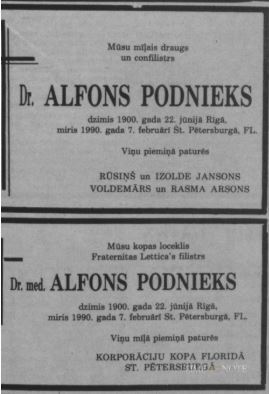 Mūsu mīļais draugs
un confilistrs
Dr. ALFONS PODNIEKS
dzimis 1900. gada 22. jūnijā Rīgā,
miris 1990. gada 7. februārī St. Pētersburgā, FL.
Viņu piemiņā paturēs
RŪSIŅŠ un IZOLDE JANSONS
VOLDEMĀRS un RASMA ARSONS
Mūsu kopas loceklis
Fraternitas Lettica's filistrs
Dr. med. ALFONS PODNIEKS
dzimis 1900. gada 22. jūnijā Rīgā,
miris 1990. gada 7. februārī St. Pētersburgā, FL.
Viņu mīļā piemiņā paturēs
KORPORĀCIJU KOPA FLORIDĀ
ST. PĒTERSBURGĀ